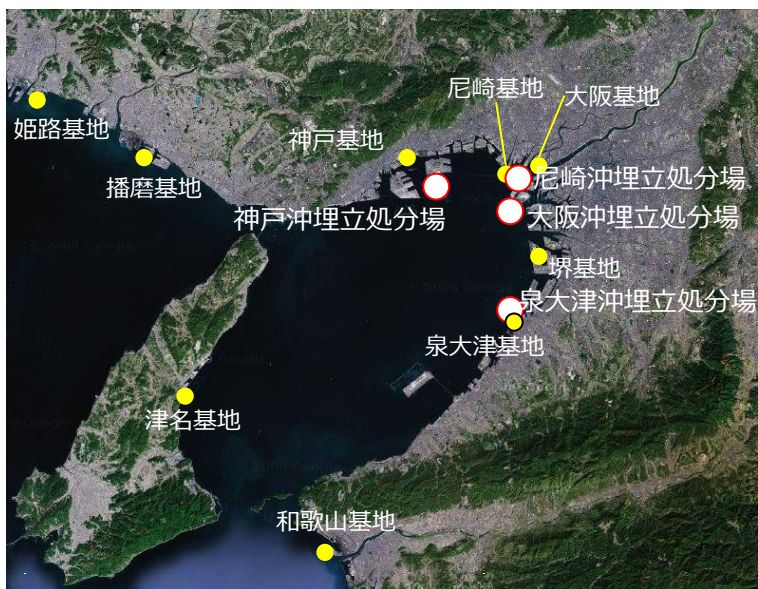 尼崎基地
大阪基地
姫路基地
神戸基地
播磨基地
尼崎沖埋立処分場
神戸沖埋立処分場
大阪沖埋立処分場
堺基地
© 2009 Google
泉大津沖埋立処分場
泉大津基地
津名基地
和歌山基地